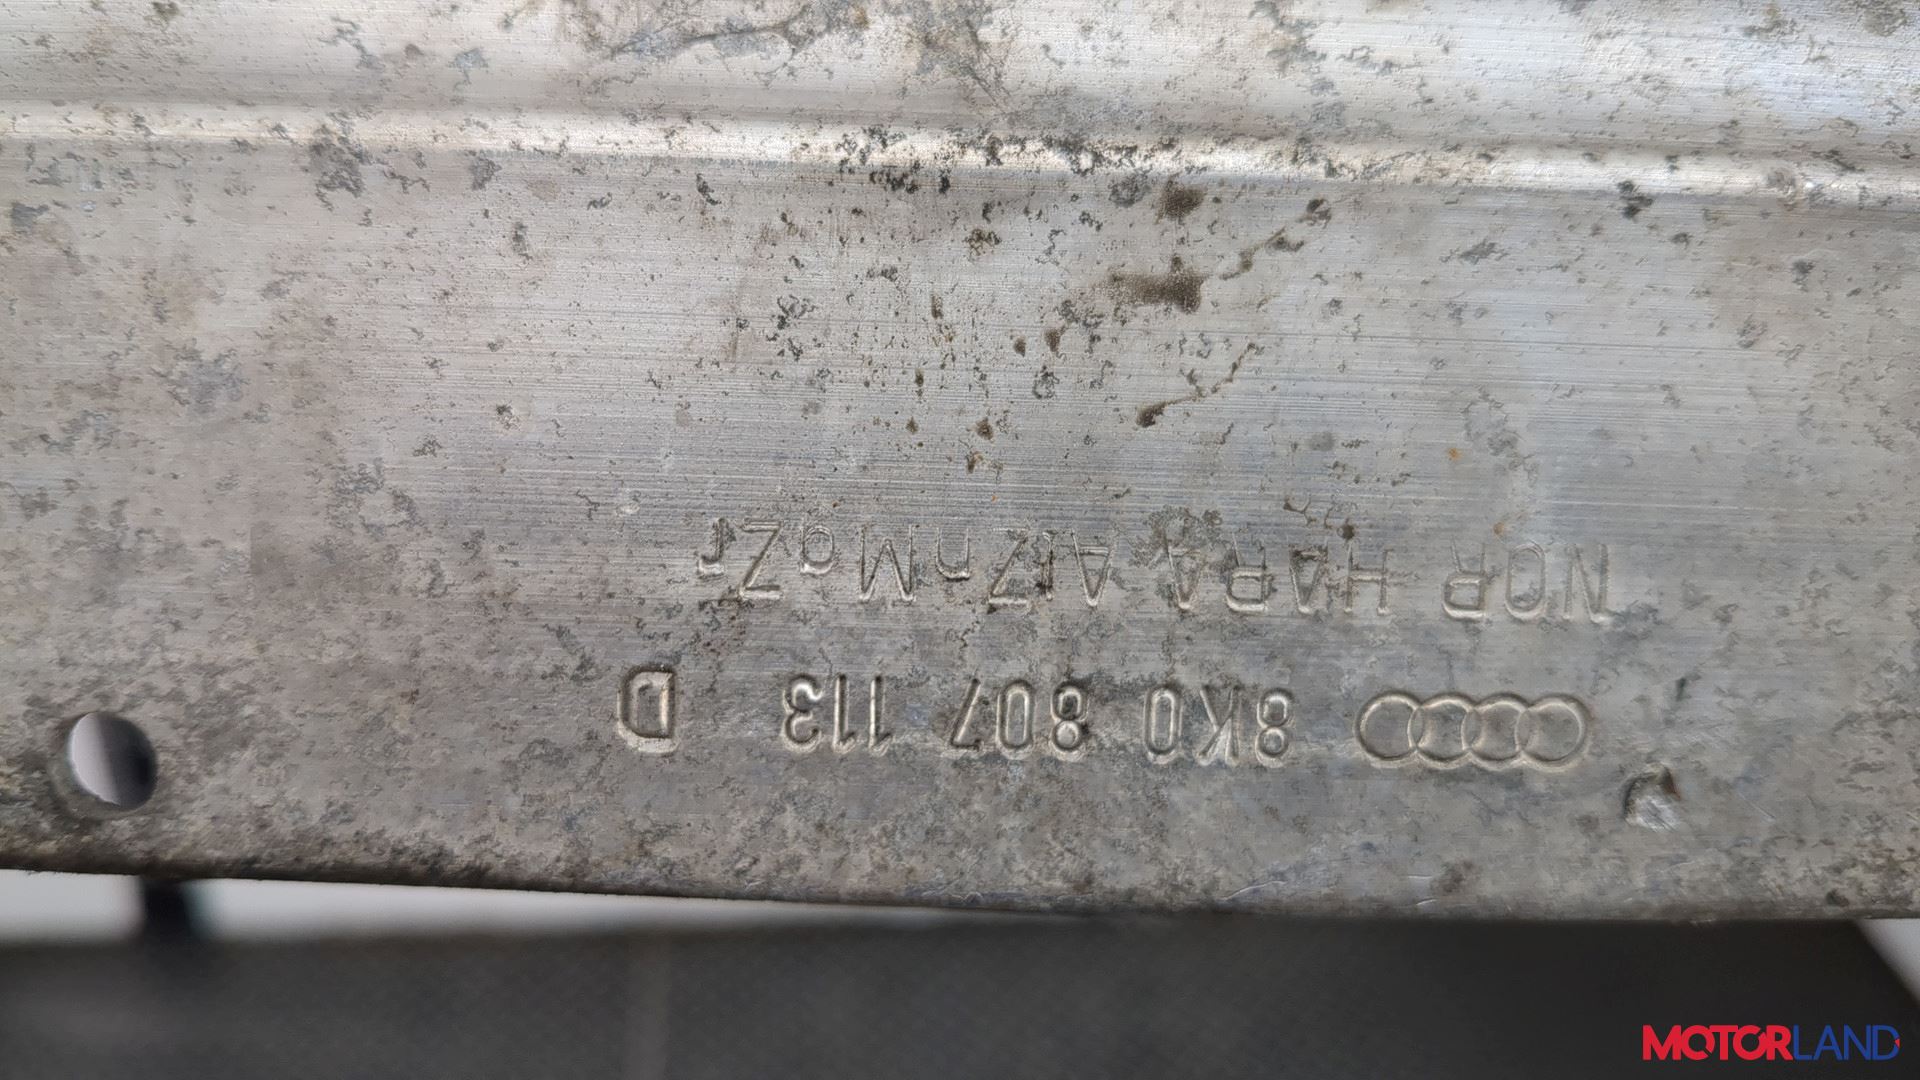 8K0 807 113 D
NOR HARA AlZnMgZr
MOTORLAND